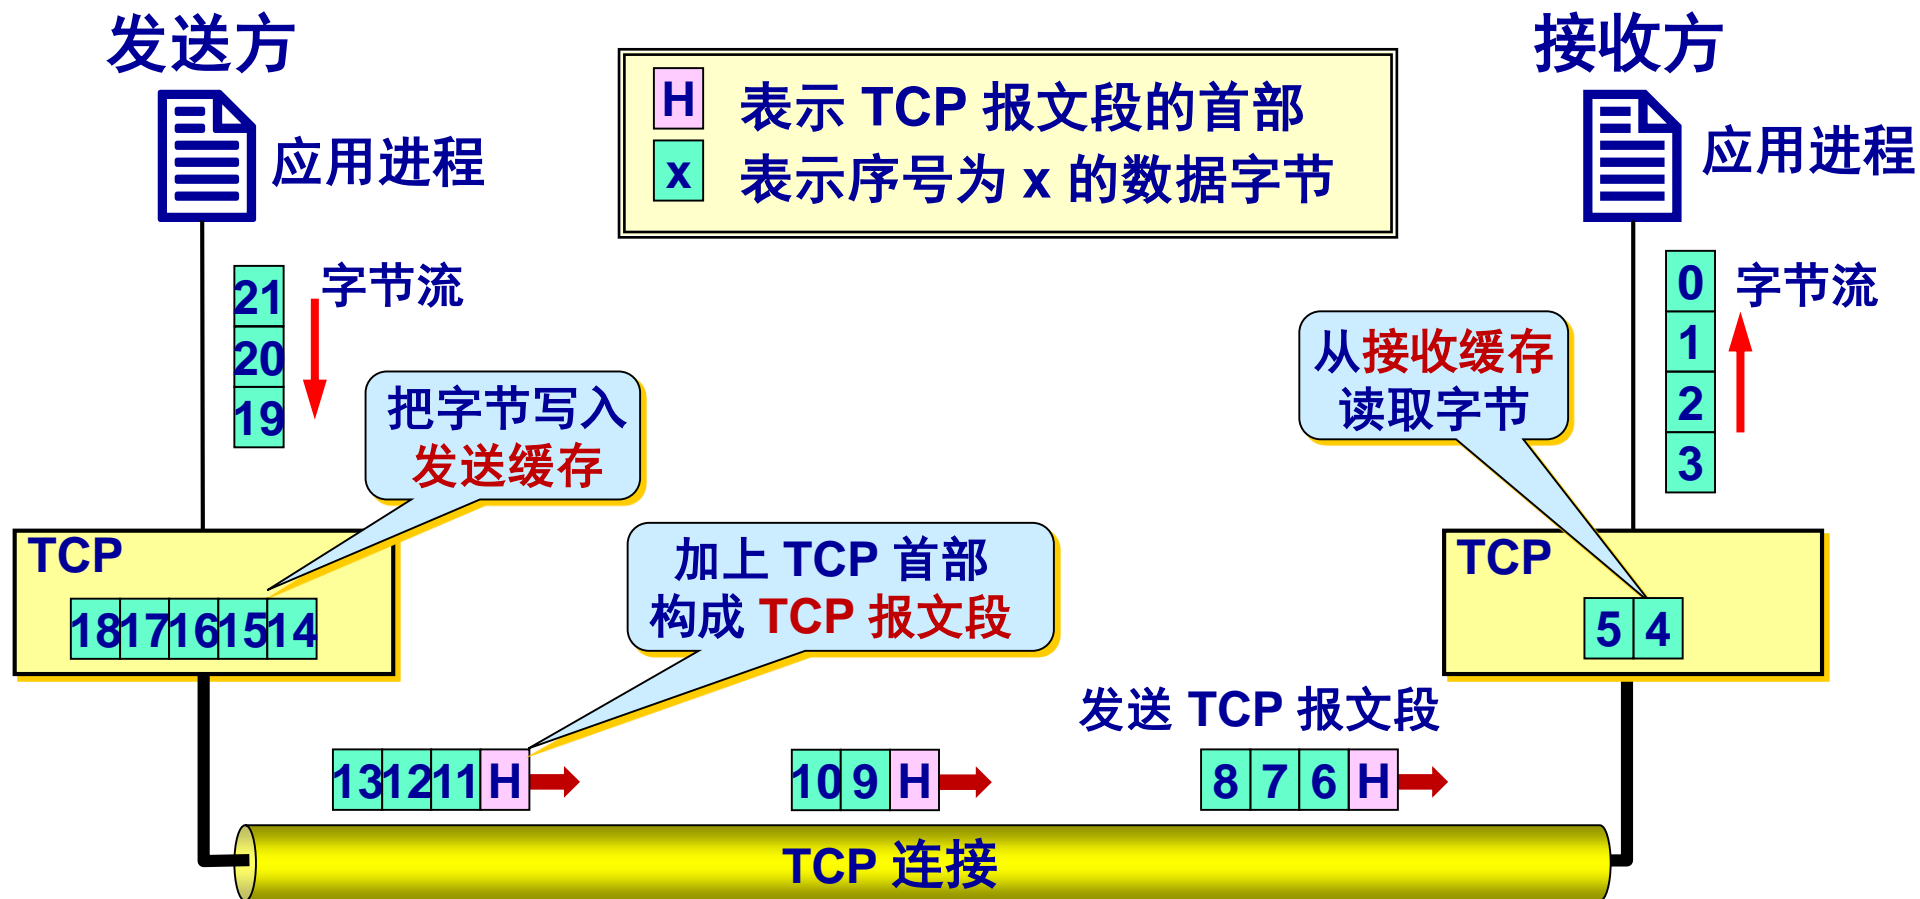 发送方
接收方
H 表示 TCP 报文段的首部
x 表示序号为 x 的数据字节
应用进程
应用进程
21
20
19
字节流
0
1
2
3
字节流
把字节写入
发送缓存
从接收缓存
读取字节
加上 TCP 首部
构成 TCP 报文段
TCP
18 17 16 15 14
TCP
5 4
发送 TCP 报文段
13 12 11 H
10 9 H
8 7 6 H
TCP 连接